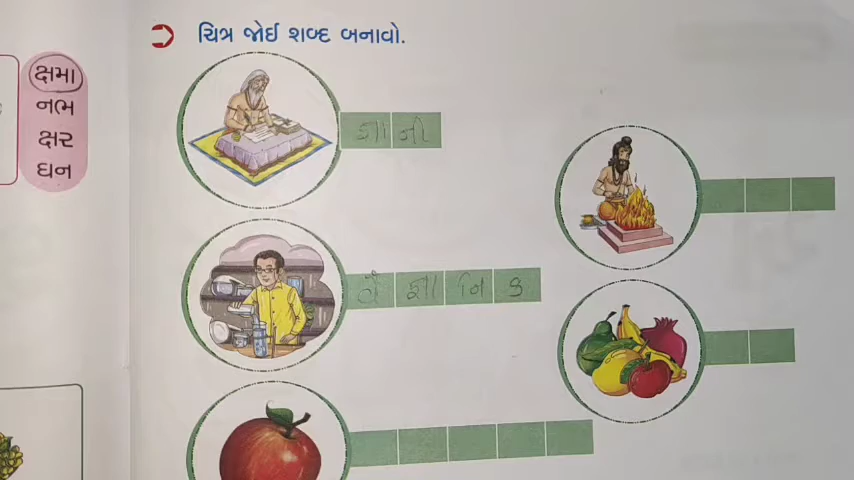 ચિત્ર જોઈ શબ્દ બનાવો.
ક્ષમા
નભ
ક્ષર
ઘન
જ્ઞાની
વૈજ્ઞાનિક